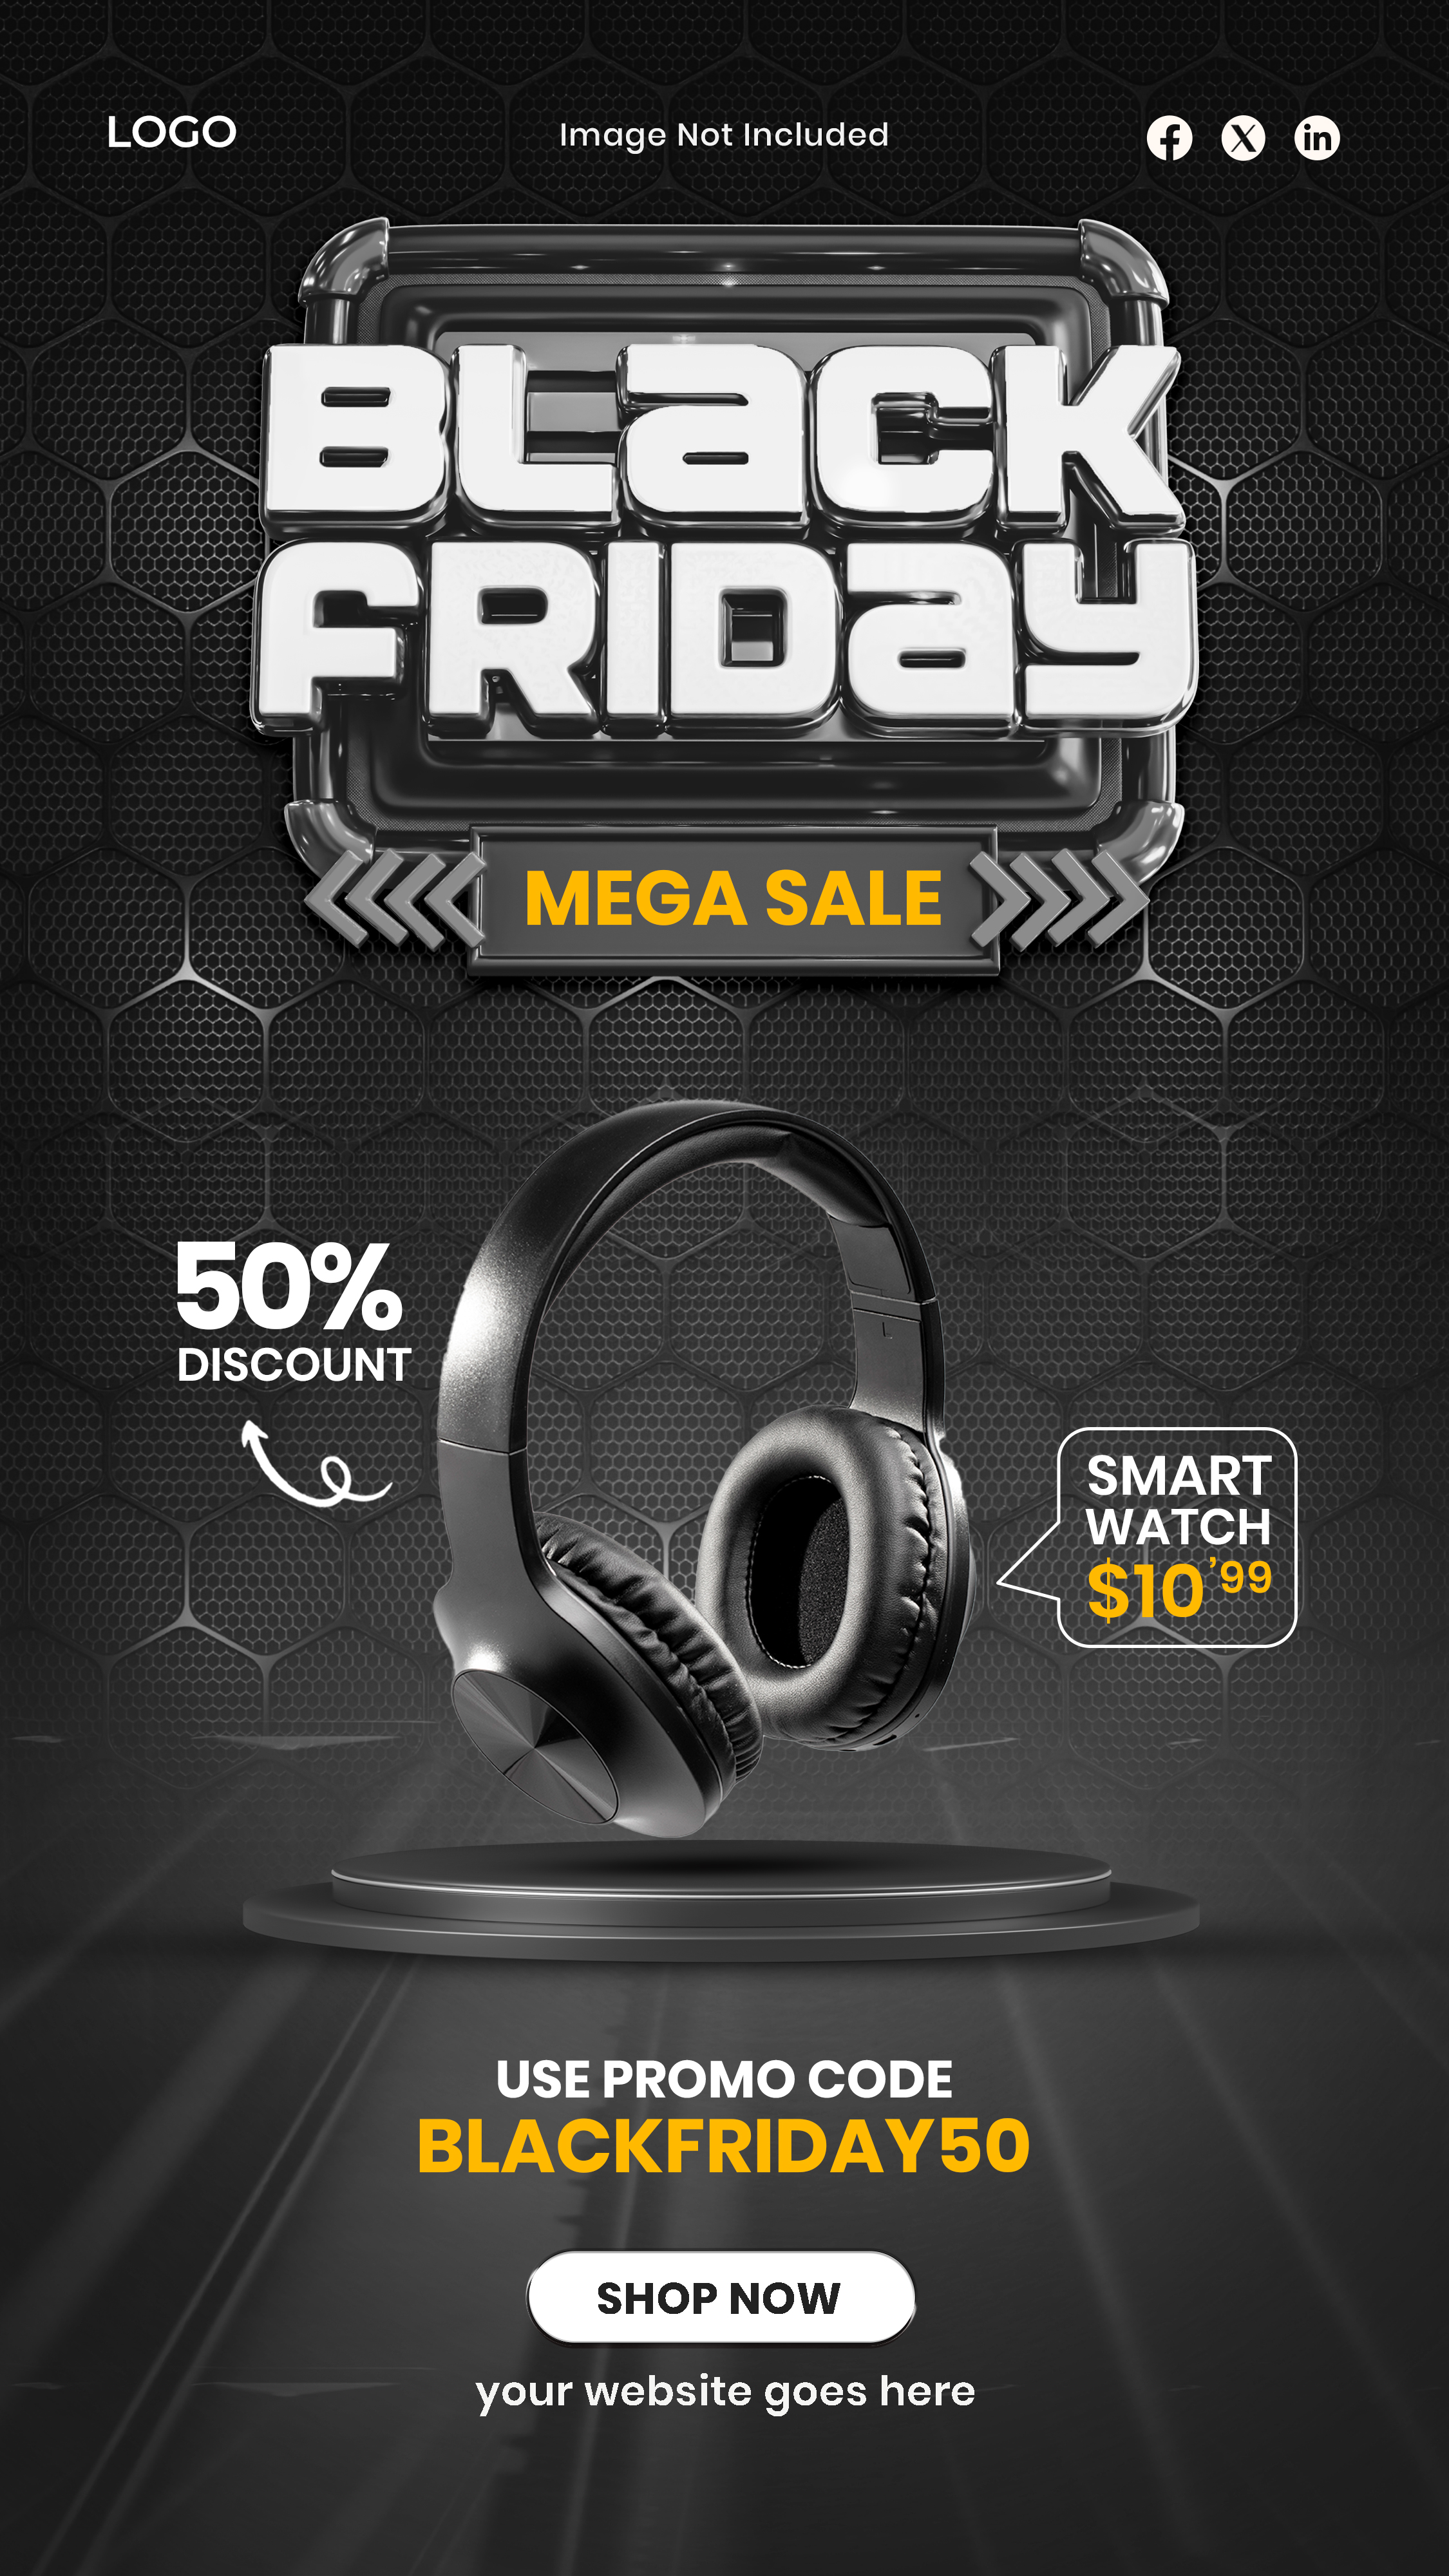 LOGO
Image Not Included
BLaCK
FRIDay
MEGA SALE
50%
DISCOUNT
SMART
WATCH
$10’99
USE PROMO CODE
BLACKFRIDAY50
SHOP NOW
your website goes here